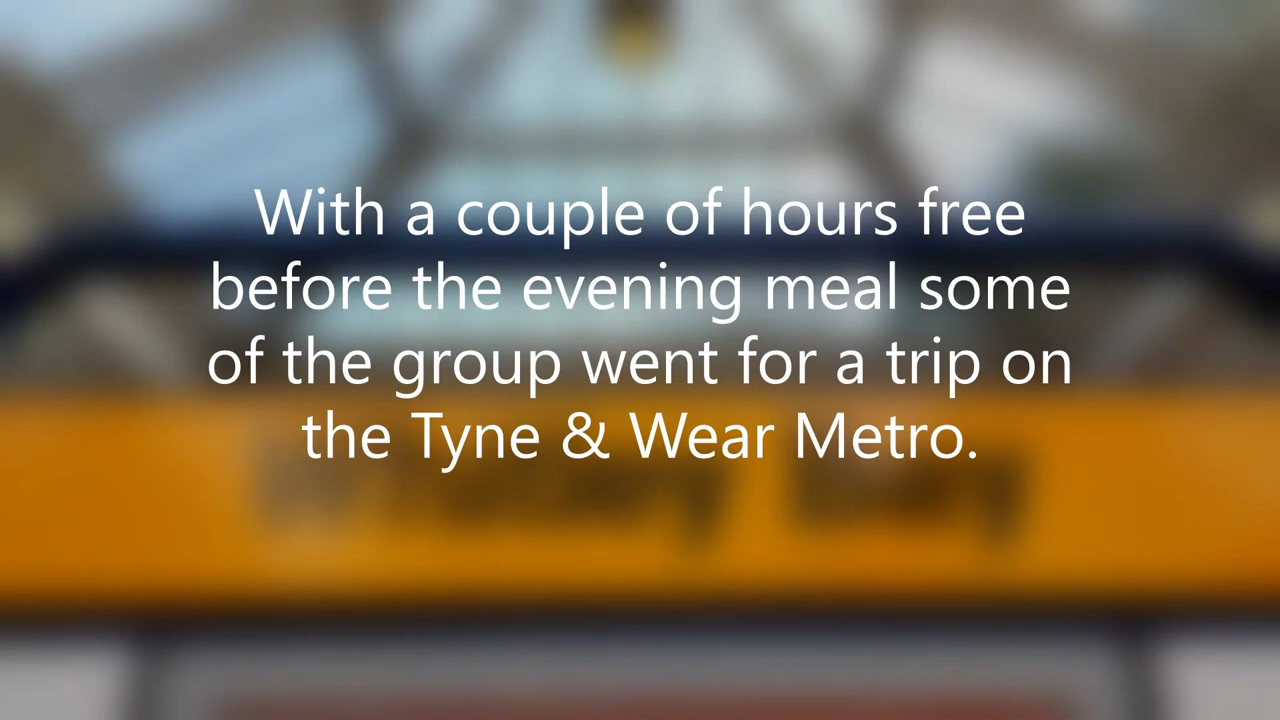 With a couple of hours free
before the evening meal some
of the group went for a trip on
the Tyne & Wear Metro.